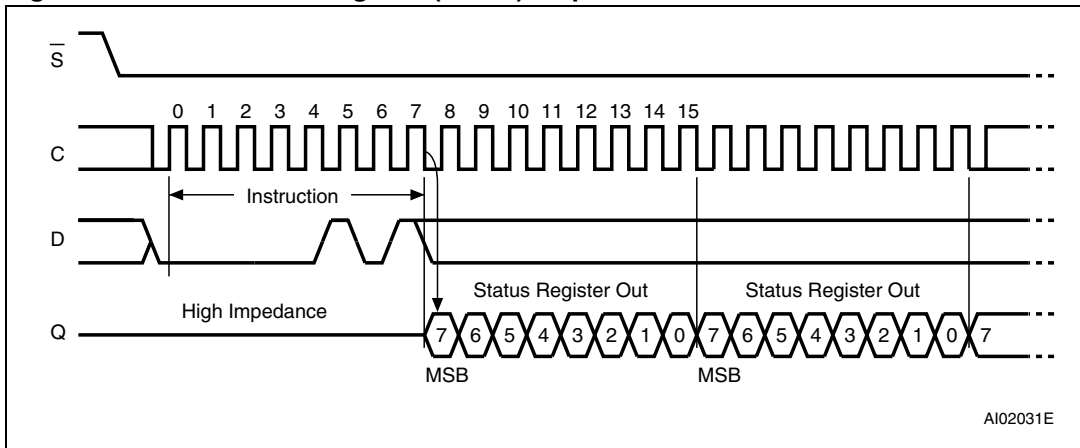 S
0 1 2 3 4 5 6 7 8 9 10 11 12 13 14 15
C
Instruction
D
Status Register Out Status Register Out
High Impedance
Q 7 6 5 4 3 2 1 0 7 6 5 4 3 2 1 0 7
MSB MSB
AI02031E